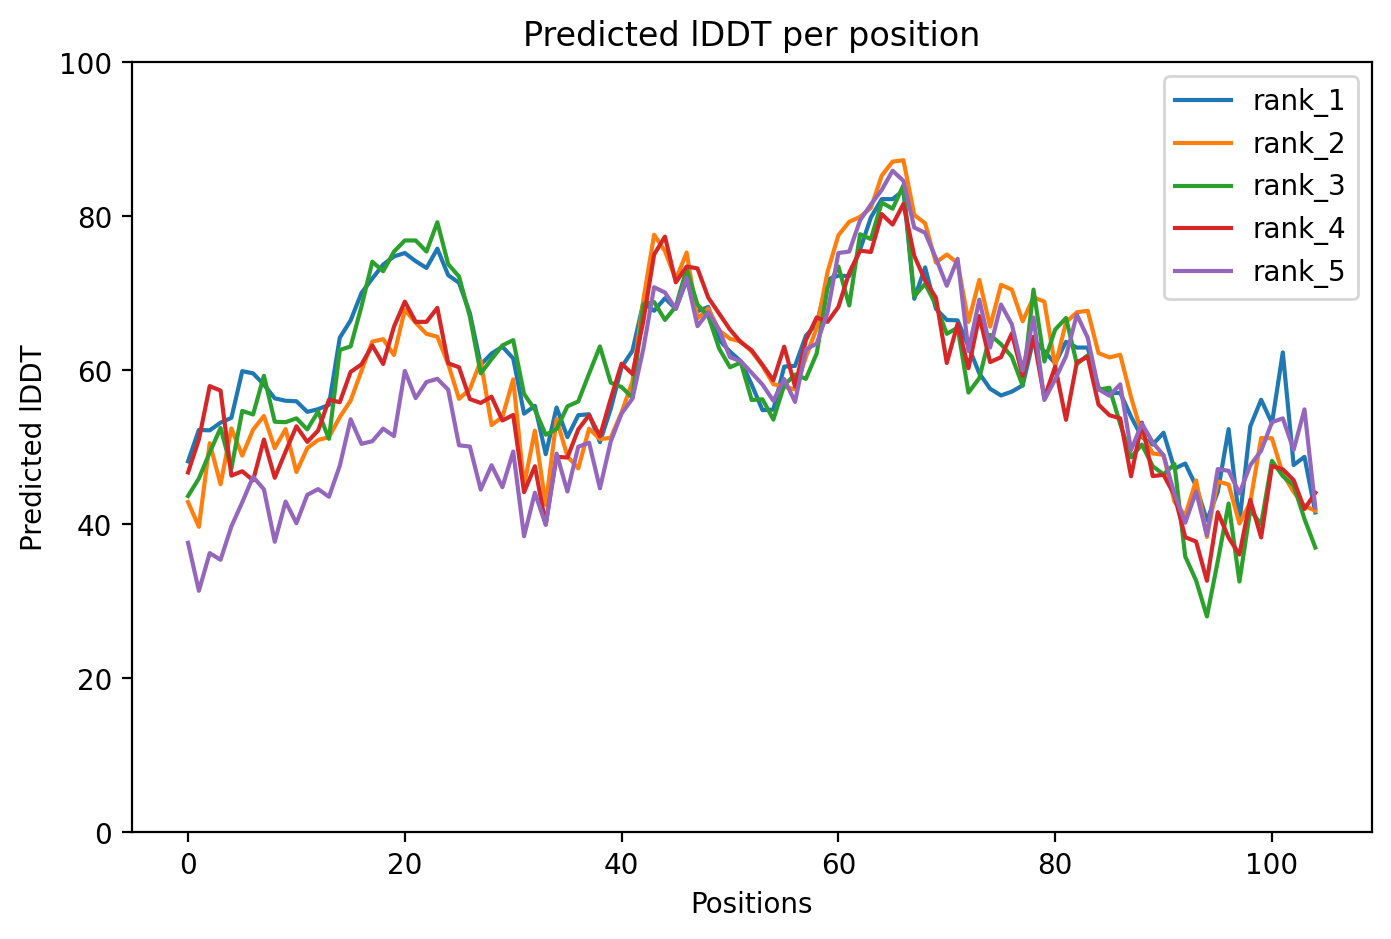 Predicted lDDT per position
100
80
60
40
20
0
Predicted lDDT
rank_1
rank_2
rank_3
rank_4
rank_5
0 20 40 60 80 100
Positions